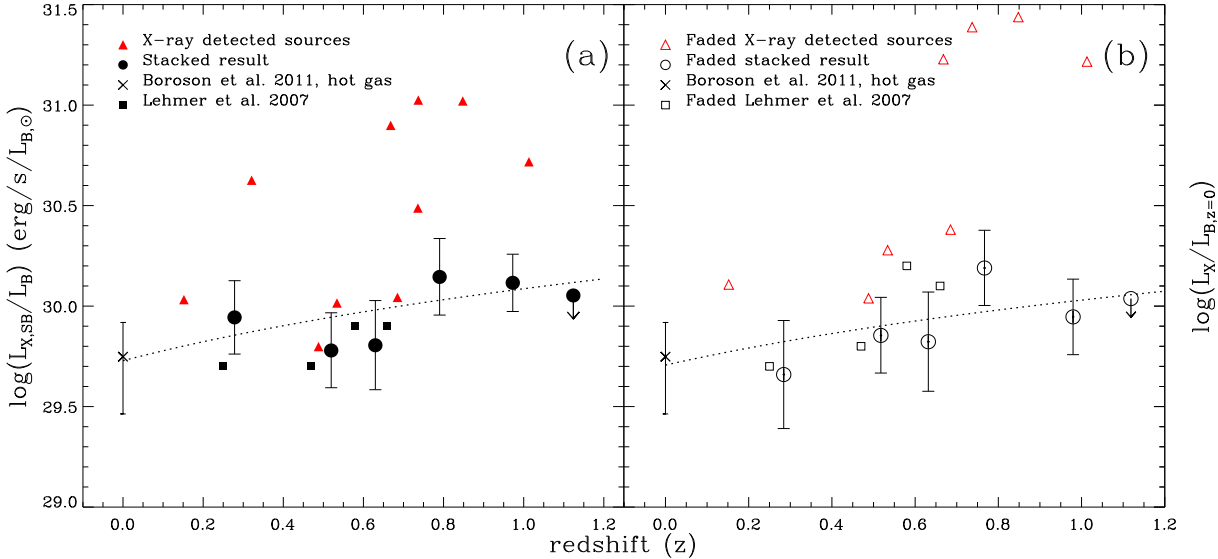 X-ray detected sources
Stacked result
Boroson et al. 2011, hot gas
Lehmer et al. 2007
(a)
Faded X-ray detected sources
Faded stacked result
Boroson et al. 2011, hot gas
Faded Lehmer et al. 2007
(b)
31.5
31.0
30.5
30.0
29.5
29.0
log(L_{X,SB}/L_B) (erg/s/L_{B,⊙})
log(L_X/L_{B,z=0})
0.0 0.2 0.4 0.6 0.8 1.0 1.2
0.0 0.2 0.4 0.6 0.8 1.0 1.2
redshift (z)